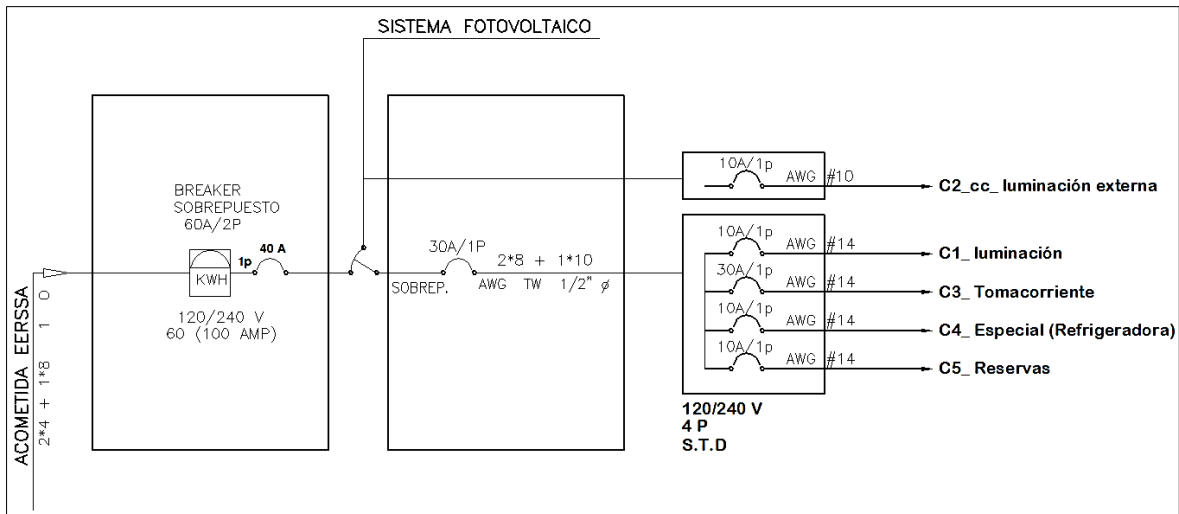 SISTEMA FOTOVOLTAICO
BREAKER
SOBREPUESTO
60A/2P
1p
40 A
KWH
120/240 V
60 (100 AMP)
ACOMETIDA EERSSA
2*4 + 1*8 1 0
30A/1P
SOBREP.
2*8 + 1*10
AWG TW 1/2" ϕ
10A/1p AWG #10 C2_cc_ luminación externa
10A/1p AWG #14 C1_ luminación
30A/1p AWG #14 C3_ Tomacorriente
10A/1p AWG #14 C4_ Especial (Refrigeradora)
10A/1p AWG #14 C5_ Reservas
120/240 V
4 P
S.T.D